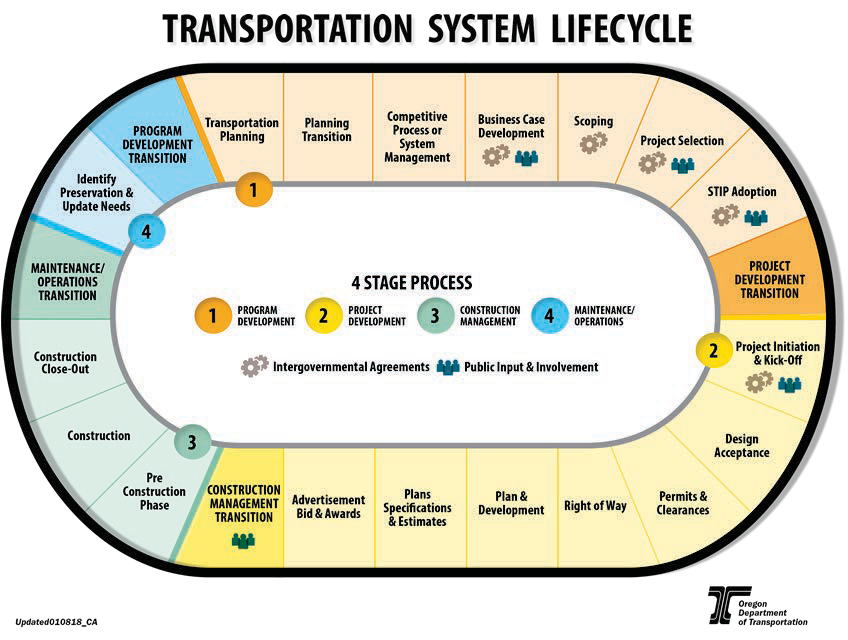 TRANSPORTATION SYSTEM LIFECYCLE
Transportation
Planning
Planning
Transition
Competitive
Process or
System
Management
Business Case
Development
Scoping
Project Selection
STIP Adoption
PROJECT
DEVELOPMENT
TRANSITION
2
Project Initiation
& Kick-Off
Design
Acceptance
Permits &
Clearances
Right of Way
Plan &
Development
Plans
Specifications
& Estimates
Advertisement
Bid & Awards
CONSTRUCTION
MANAGEMENT
TRANSITION
3
Pre
Construction
Phase
Construction
Construction
Close-Out
MAINTENANCE/
OPERATIONS
TRANSITION
4
Identify
Preservation &
Update Needs
PROGRAM
DEVELOPMENT
TRANSITION
1
4 STAGE PROCESS
1 PROGRAM
DEVELOPMENT
2 PROJECT
DEVELOPMENT
3 CONSTRUCTION
MANAGEMENT
4 MAINTENANCE/
OPERATIONS
Intergovernmental Agreements
Public Input & Involvement
Updated010818_CA
Oregon
Department
of Transportation